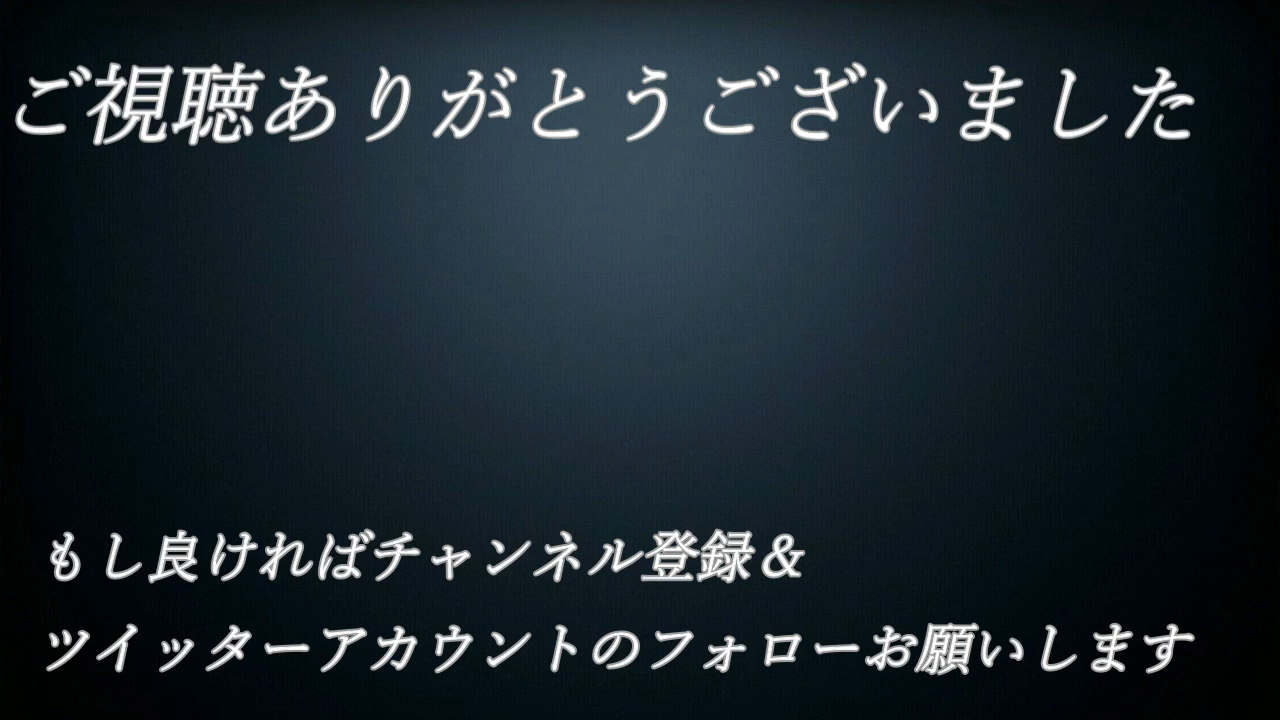 ご視聴ありがとうございました
もし良ければチャンネル登録＆
ツイッターアカウントのフォローお願いします